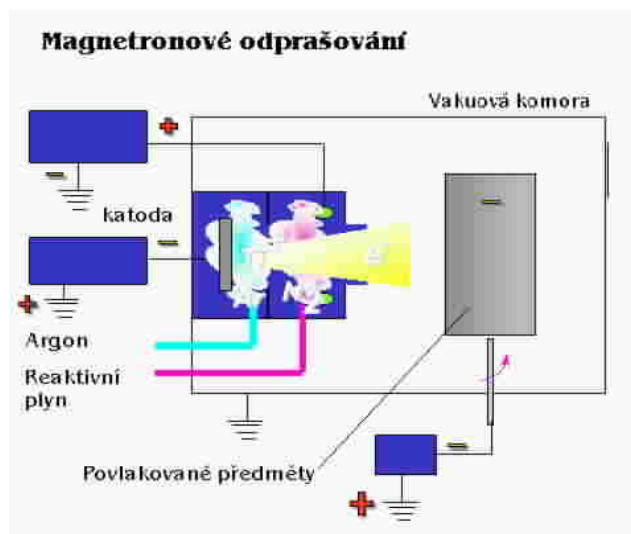 Magnetronové odprašování
Vakuová komora
katoda
Argon
Reaktivní
plyn
Povlakované předměty